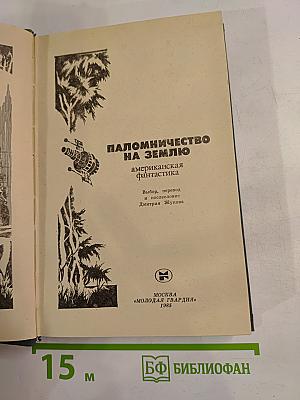 ПАЛОМНИЧЕСТВО
НА ЗЕМЛЮ
американская
фантастика
Выбор, перевод
и послесловие
Дмитрия Жукова
МОСКВА
«МОЛОДАЯ ГВАРДИЯ»
15 м
БФ БИБЛИОФАН